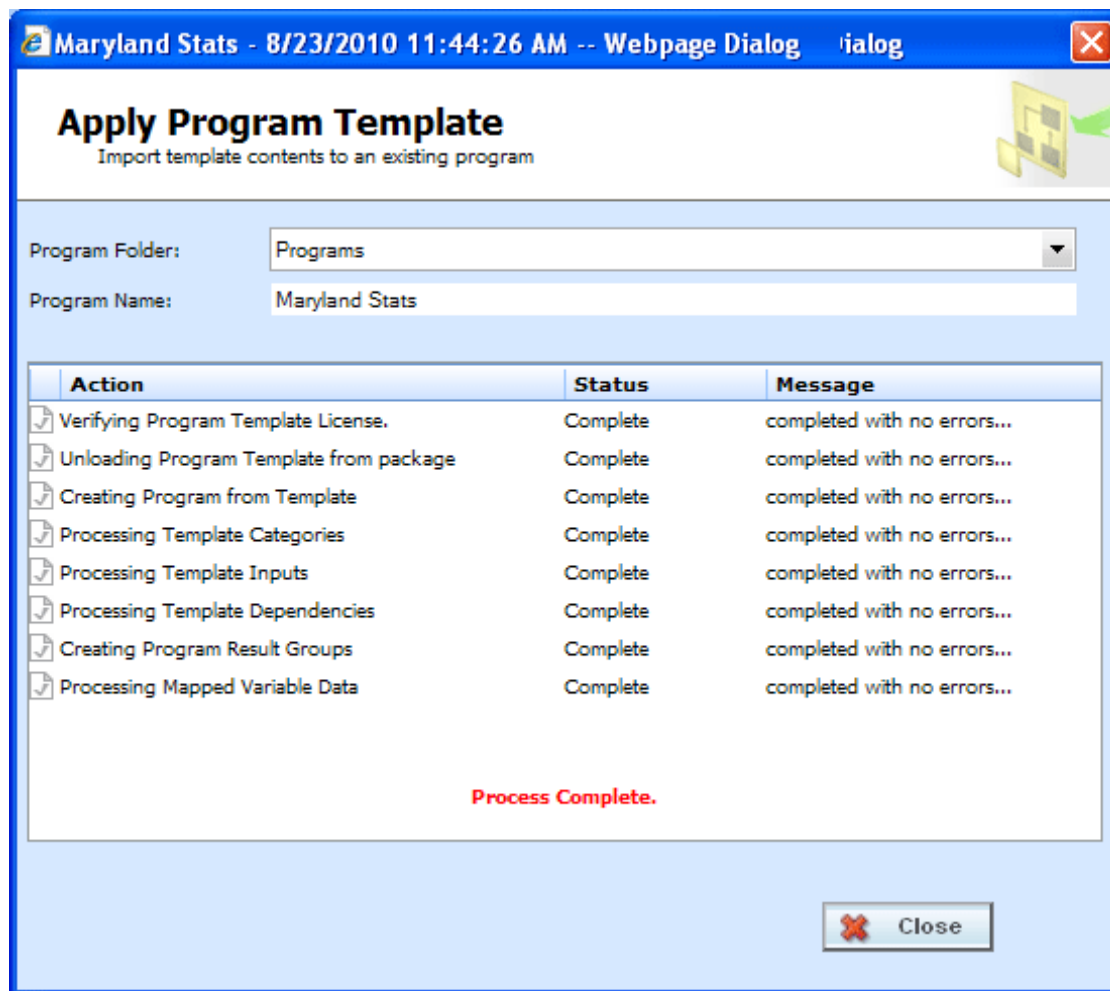 Maryland Stats - 8/23/2010 11:44:26 AM -- Webpage Dialog ialog
Apply Program Template
Import template contents to an existing program
Program Folder: Programs
Program Name: Maryland Stats
Action Status Message
Verifying Program Template License. Complete completed with no errors...
Unloading Program Template from package Complete completed with no errors...
Creating Program from Template Complete completed with no errors...
Processing Template Categories Complete completed with no errors...
Processing Template Inputs Complete completed with no errors...
Processing Template Dependencies Complete completed with no errors...
Creating Program Result Groups Complete completed with no errors...
Processing Mapped Variable Data Complete completed with no errors...
Process Complete.
Close